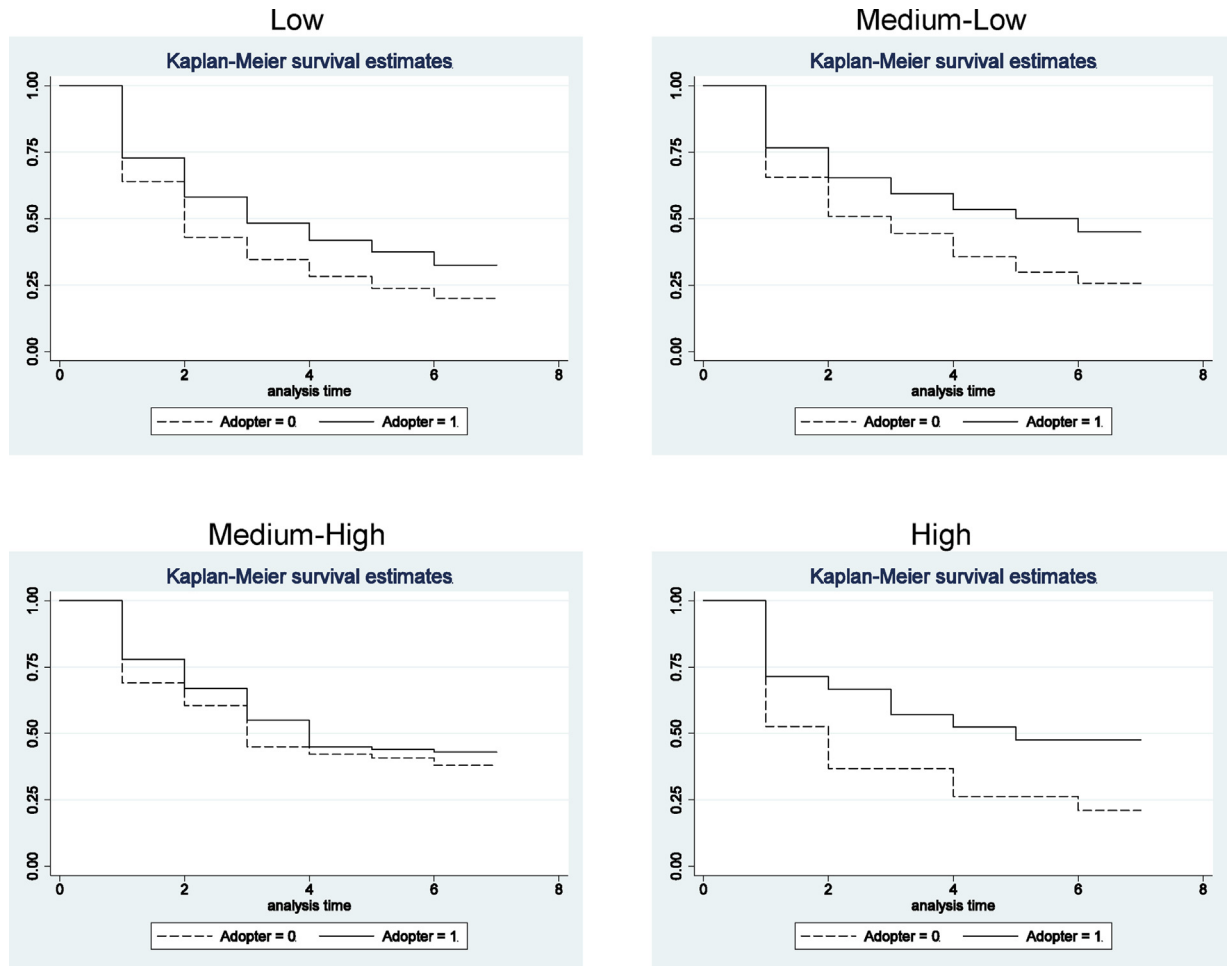 Low
Kaplan-Meier survival estimates
1.00
0.75
0.50
0.25
0.00
0 2 4 6 8
analysis time
Adopter = 0 Adopter = 1
Medium-Low
Kaplan-Meier survival estimates
1.00
0.75
0.50
0.25
0.00
0 2 4 6 8
analysis time
Adopter = 0 Adopter = 1
Medium-High
Kaplan-Meier survival estimates
1.00
0.75
0.50
0.25
0.00
0 2 4 6 8
analysis time
Adopter = 0 Adopter = 1
High
Kaplan-Meier survival estimates
1.00
0.75
0.50
0.25
0.00
0 2 4 6 8
analysis time
Adopter = 0 Adopter = 1